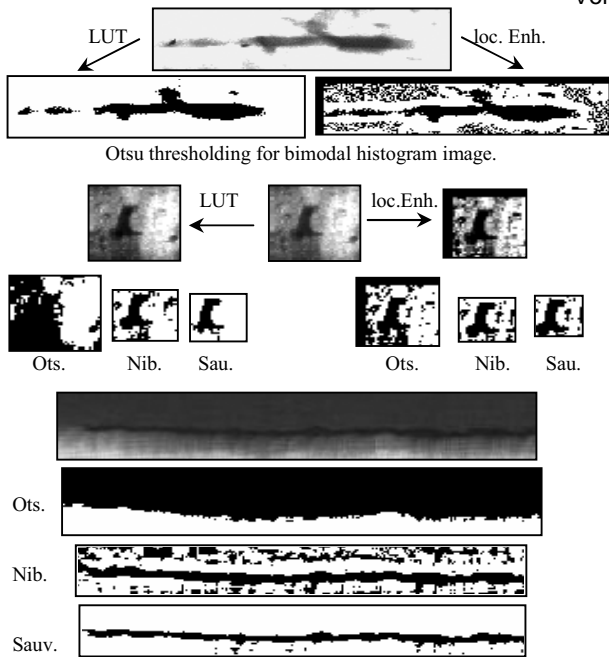 LUT loc. Enh.
Otsu thresholding for bimodal histogram image.
LUT loc.Enh.
Ots. Nib. Sau. Ots. Nib. Sau.
Ots.
Nib.
Sauv.